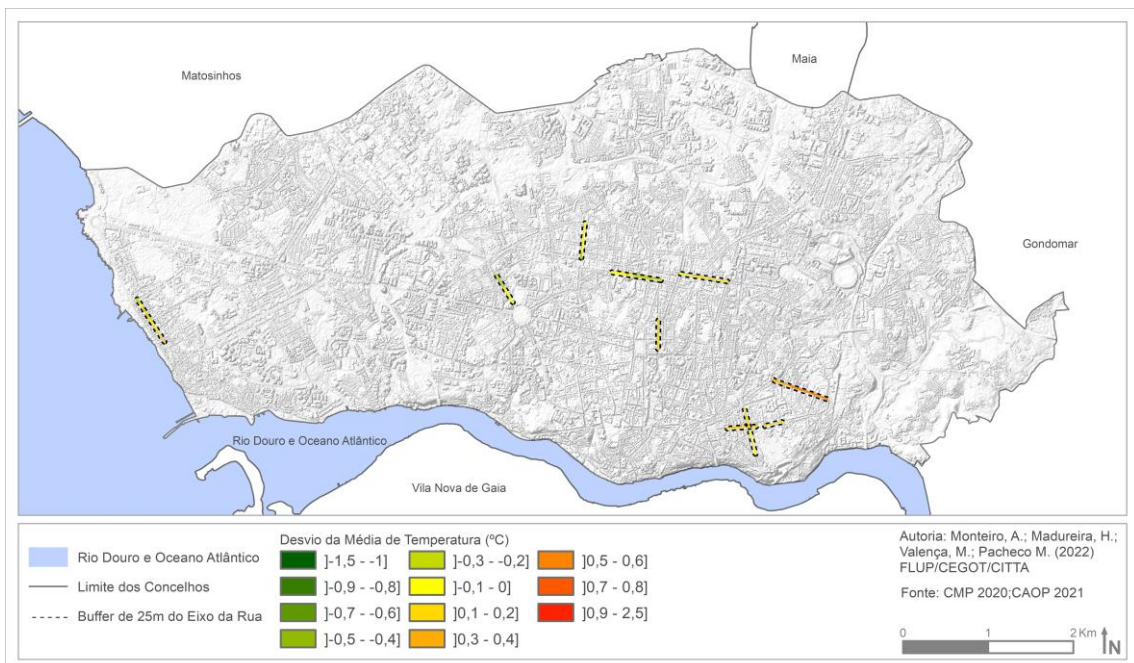 Matosinhos
Maia
Gondomar
Rio Douro e Oceano Atlântico
Vila Nova de Gaia
Rio Douro e Oceano Atlântico
Limite dos Concelhos
Buffer de 25m do Eixo da Rua
Desvio da Média de Temperatura (ºC)
]-1,5 - -1]
]-0,9 - -0,8]
]-0,7 - -0,6]
]-0,5 - -0,4]
]-0,3 - -0,2]
]-0,1 - 0]
]0,1 - 0,2]
]0,3 - 0,4]
]0,5 - 0,6]
]0,7 - 0,8]
]0,9 - 2,5]
Autoria: Monteiro, A.; Madureira, H.;
Valença, M.; Pacheco M. (2022)
FLUP/CEGOT/CITTA
Fonte: CMP 2020;CAOP 2021
0 1 2 Km
N